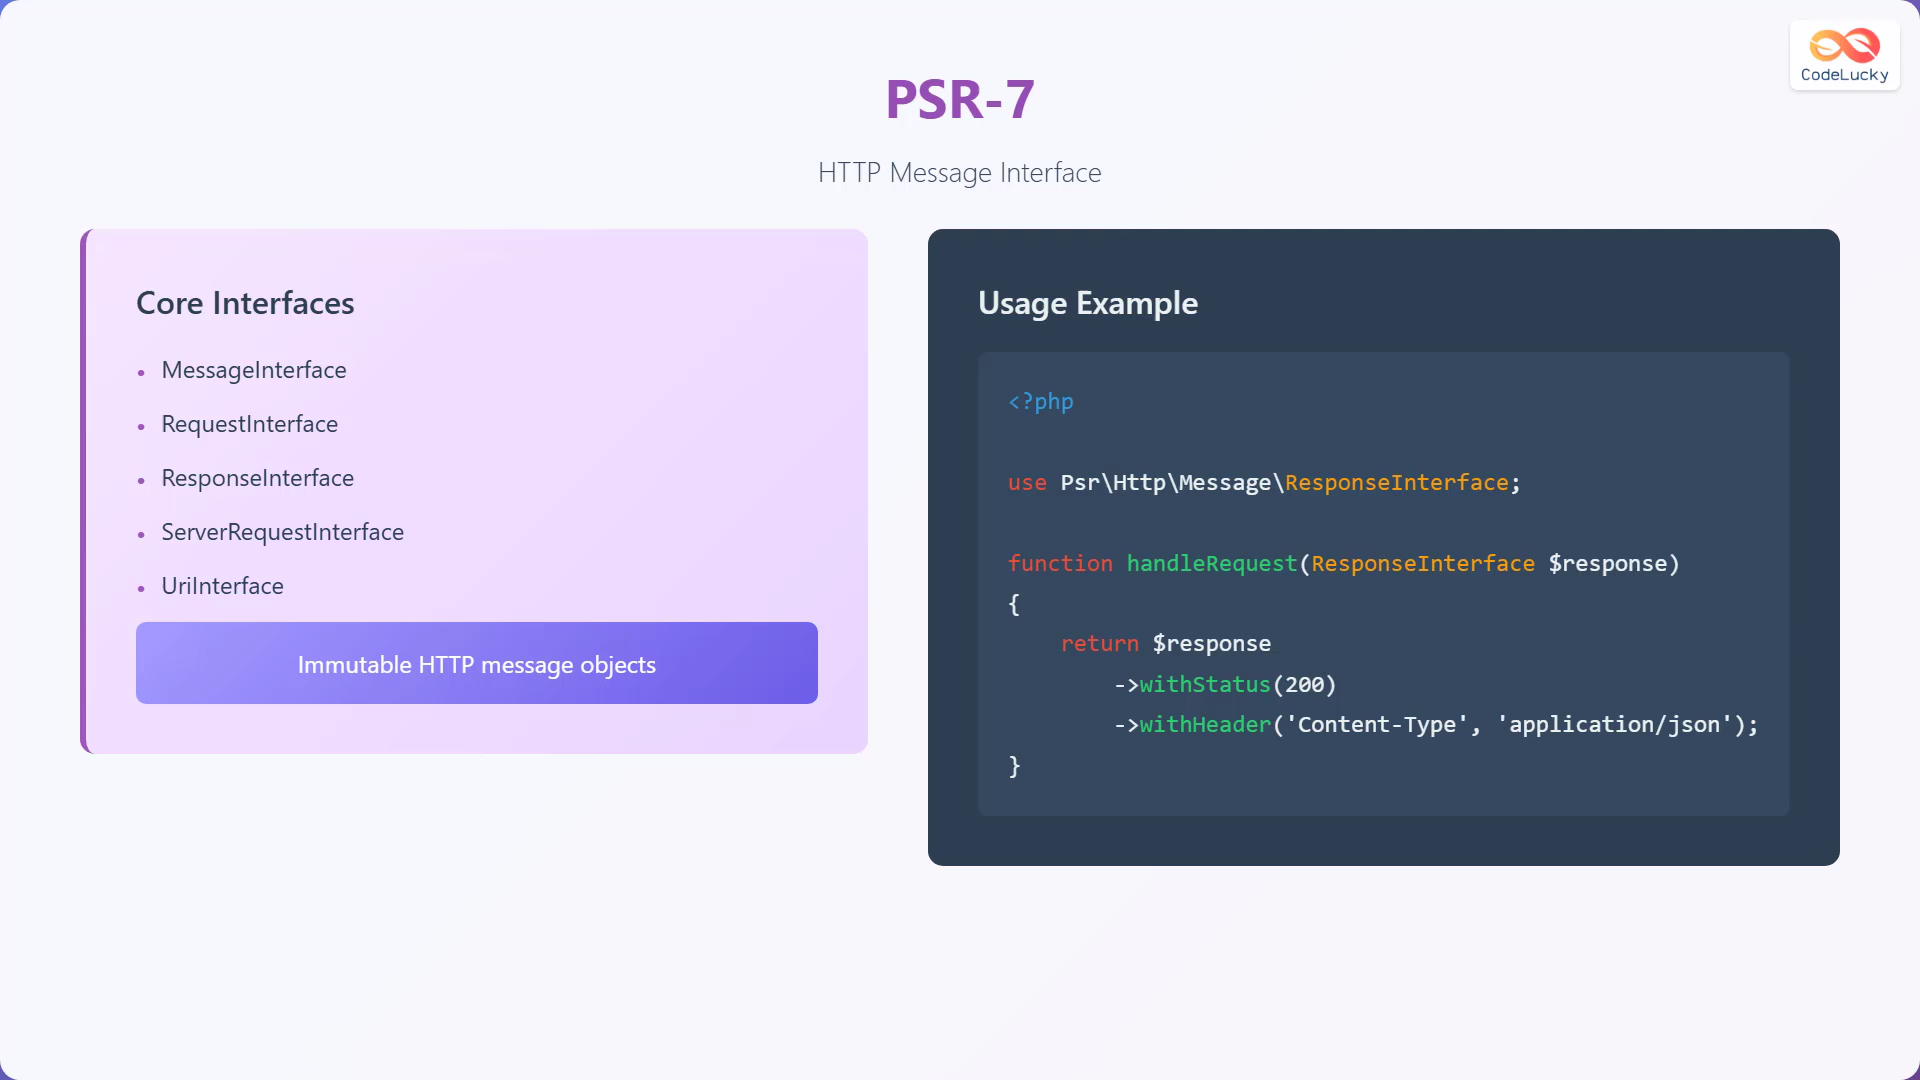 CodeLucky
PSR-7
HTTP Message Interface
Core Interfaces
• MessageInterface
• RequestInterface
• ResponseInterface
• ServerRequestInterface
• UriInterface
Immutable HTTP message objects
Usage Example
<?php
use Psr\Http\Message\ResponseInterface;
function handleRequest(ResponseInterface $response)
{
    return $response
        ->withStatus(200)
        ->withHeader('Content-Type', 'application/json');
}